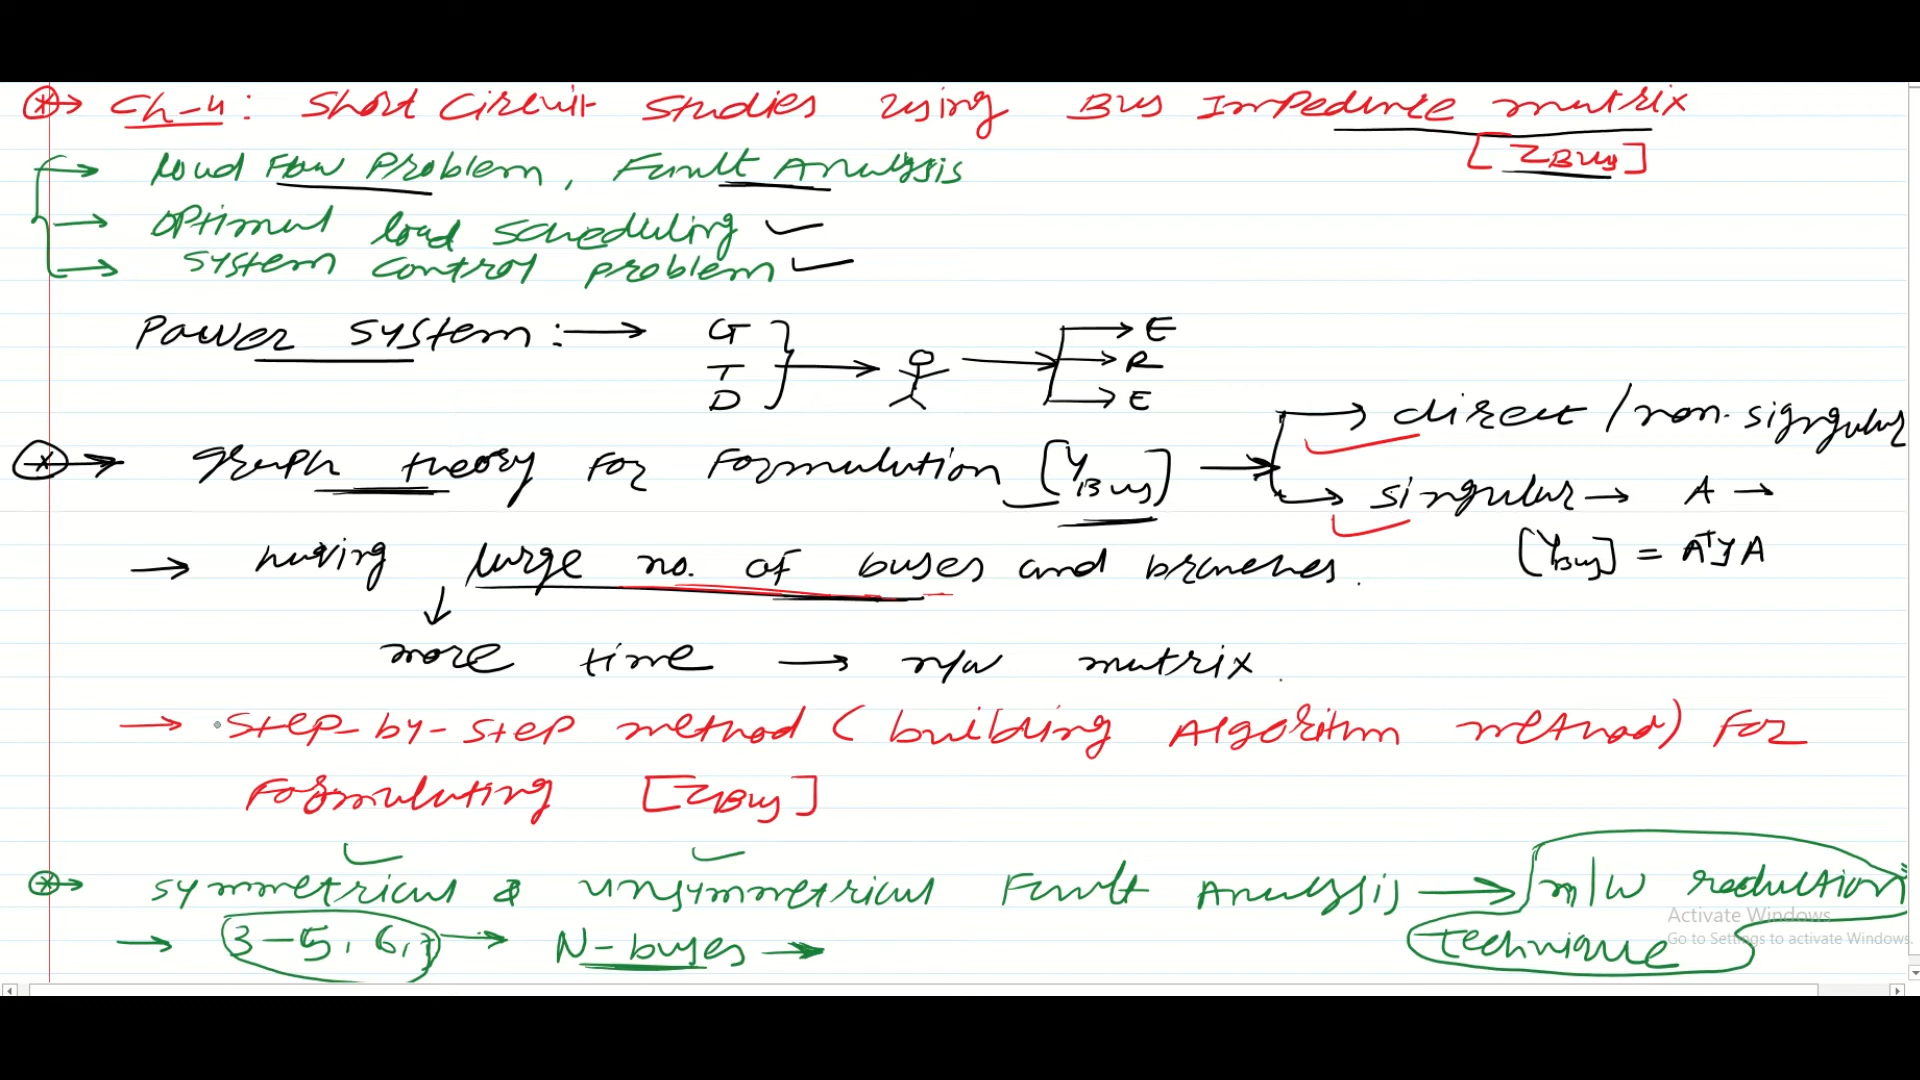 Ch-4: Short Circuit Studies Using Bus Impedance matrix
[ZBus]
→ Load Flow Problem, Fault Analysis
→ Optimal load scheduling ✓
→ System control problem ✓
Power system :→ G T D → → E R E
→ Graph theory For Formulation [YBus] → → direct / non-signgular
→ singular → A →
[YBus] = AᵀyA
→ having large no. of buses and branches.
↓
more time → n/w matrix.
→ Step-by-step method (building Algorithm method) For
Formulating [ZBus]
→ symmetrical & unsymmetrical Fault Analysis → n/w reduction
→ 3-5, 6, 7 → N-buses → technique
Activate Windows
Go to Settings to activate Windows.